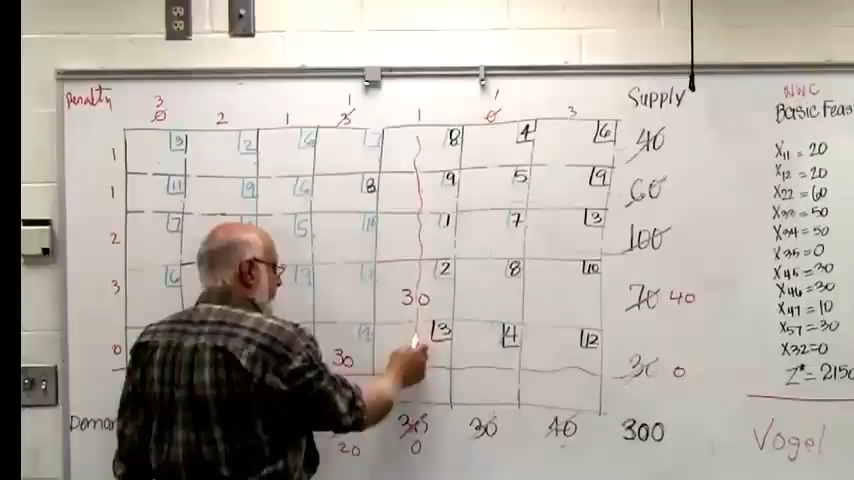 Penalty 3 0 2 1 1 3 1 1 0 3 Supply
1 3 2 6 7 8 4 6 40
1 11 9 6 8 9 5 9 60
2 7 5 10 1 7 3 100
3 6 9 2 8 10 70 40
30
0 3 4 12 30 0
30
Deman 30 30 40 300
20 0
NWC
Basic Feas
X11 = 20
X12 = 20
X22 = 60
X33 = 50
X34 = 50
X35 = 0
X45 = 30
X46 = 30
X47 = 10
X57 = 30
X32 = 0
Z* = 2150
Vogel